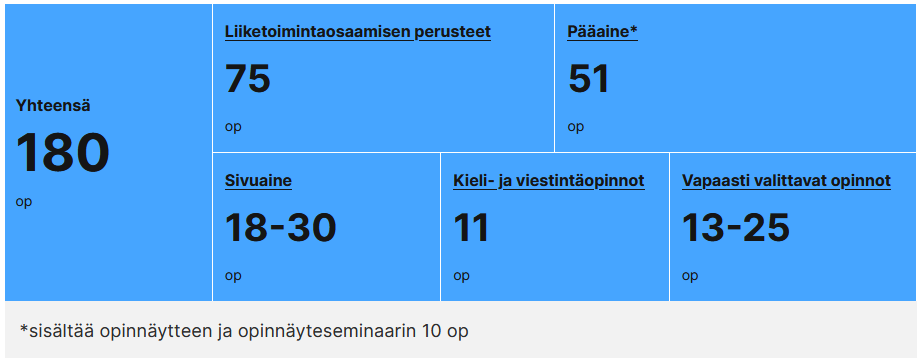 Yhteensä
180
op
Liiketoimintaosaamisen perusteet
75
op
Pääaine*
51
op
Sivuaine
18-30
op
Kieli- ja viestintäopinnot
11
op
Vapaasti valittavat opinnot
13-25
op
*sisältää opinnäytteen ja opinnäyteseminaarin 10 op